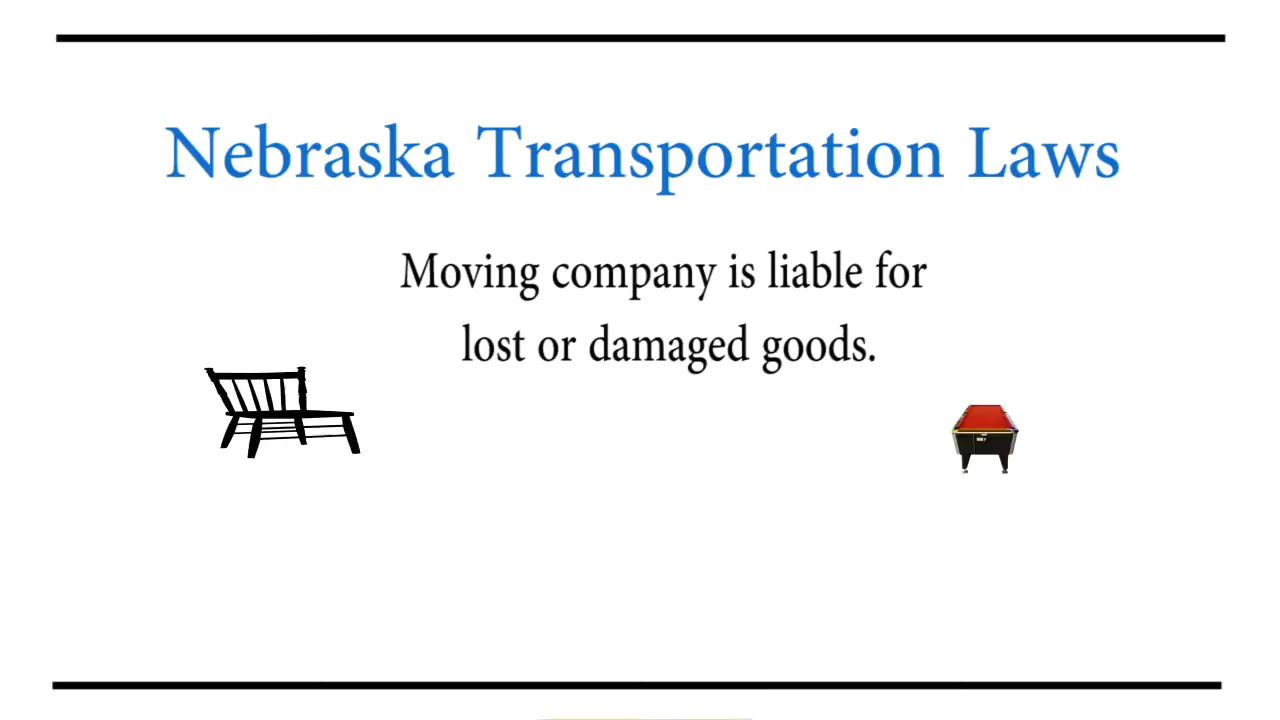 Nebraska Transportation Laws
Moving company is liable for
lost or damaged goods.